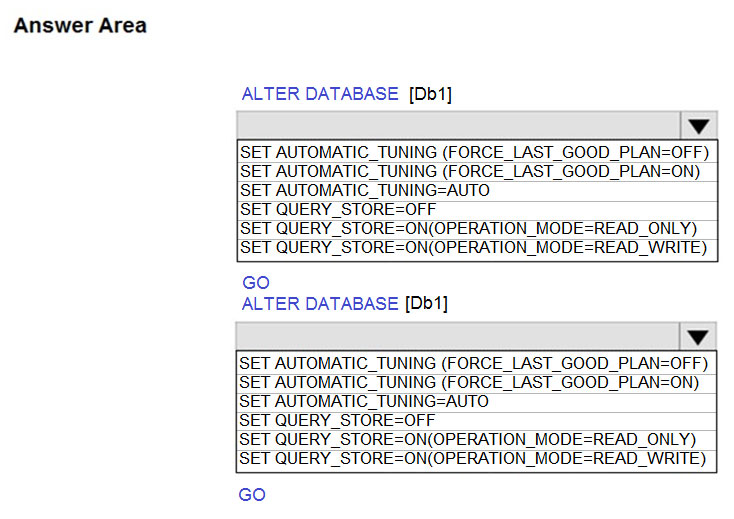 Answer Area
ALTER DATABASE [Db1]
SET AUTOMATIC_TUNING (FORCE_LAST_GOOD_PLAN=OFF)
SET AUTOMATIC_TUNING (FORCE_LAST_GOOD_PLAN=ON)
SET AUTOMATIC_TUNING=AUTO
SET QUERY_STORE=OFF
SET QUERY_STORE=ON(OPERATION_MODE=READ_ONLY)
SET QUERY_STORE=ON(OPERATION_MODE=READ_WRITE)
GO
ALTER DATABASE [Db1]
SET AUTOMATIC_TUNING (FORCE_LAST_GOOD_PLAN=OFF)
SET AUTOMATIC_TUNING (FORCE_LAST_GOOD_PLAN=ON)
SET AUTOMATIC_TUNING=AUTO
SET QUERY_STORE=OFF
SET QUERY_STORE=ON(OPERATION_MODE=READ_ONLY)
SET QUERY_STORE=ON(OPERATION_MODE=READ_WRITE)
GO